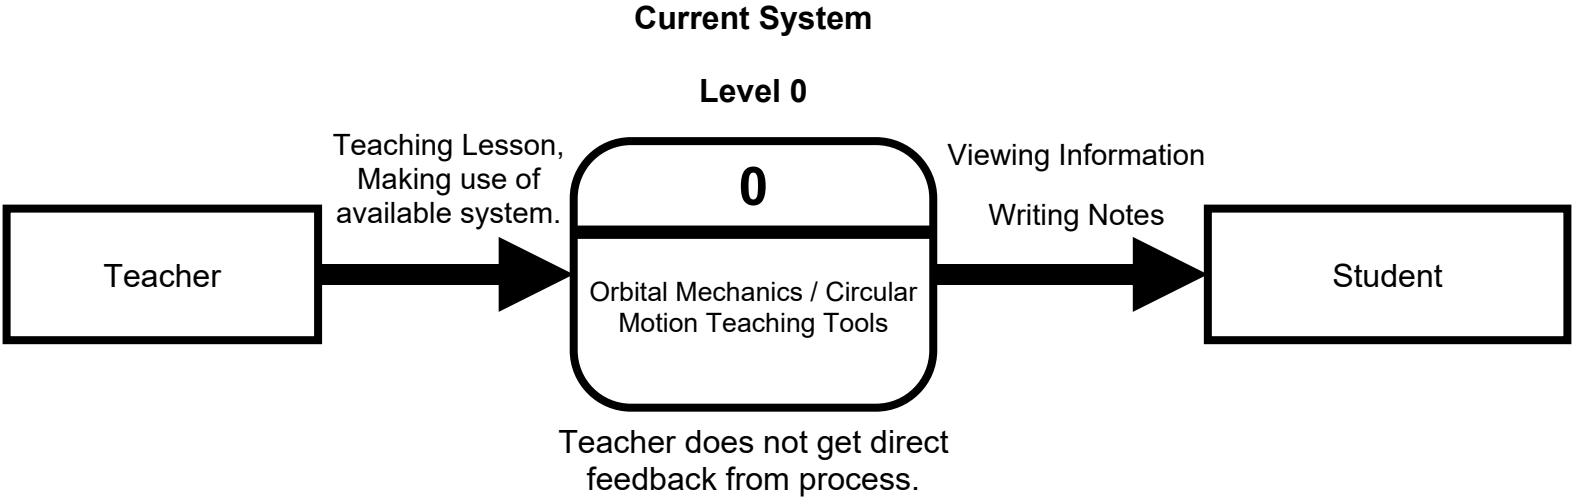 Current System
Level 0
Teaching Lesson,
Making use of
available system.
0
Viewing Information
Writing Notes
Teacher
Orbital Mechanics / Circular
Motion Teaching Tools
Student
Teacher does not get direct
feedback from process.